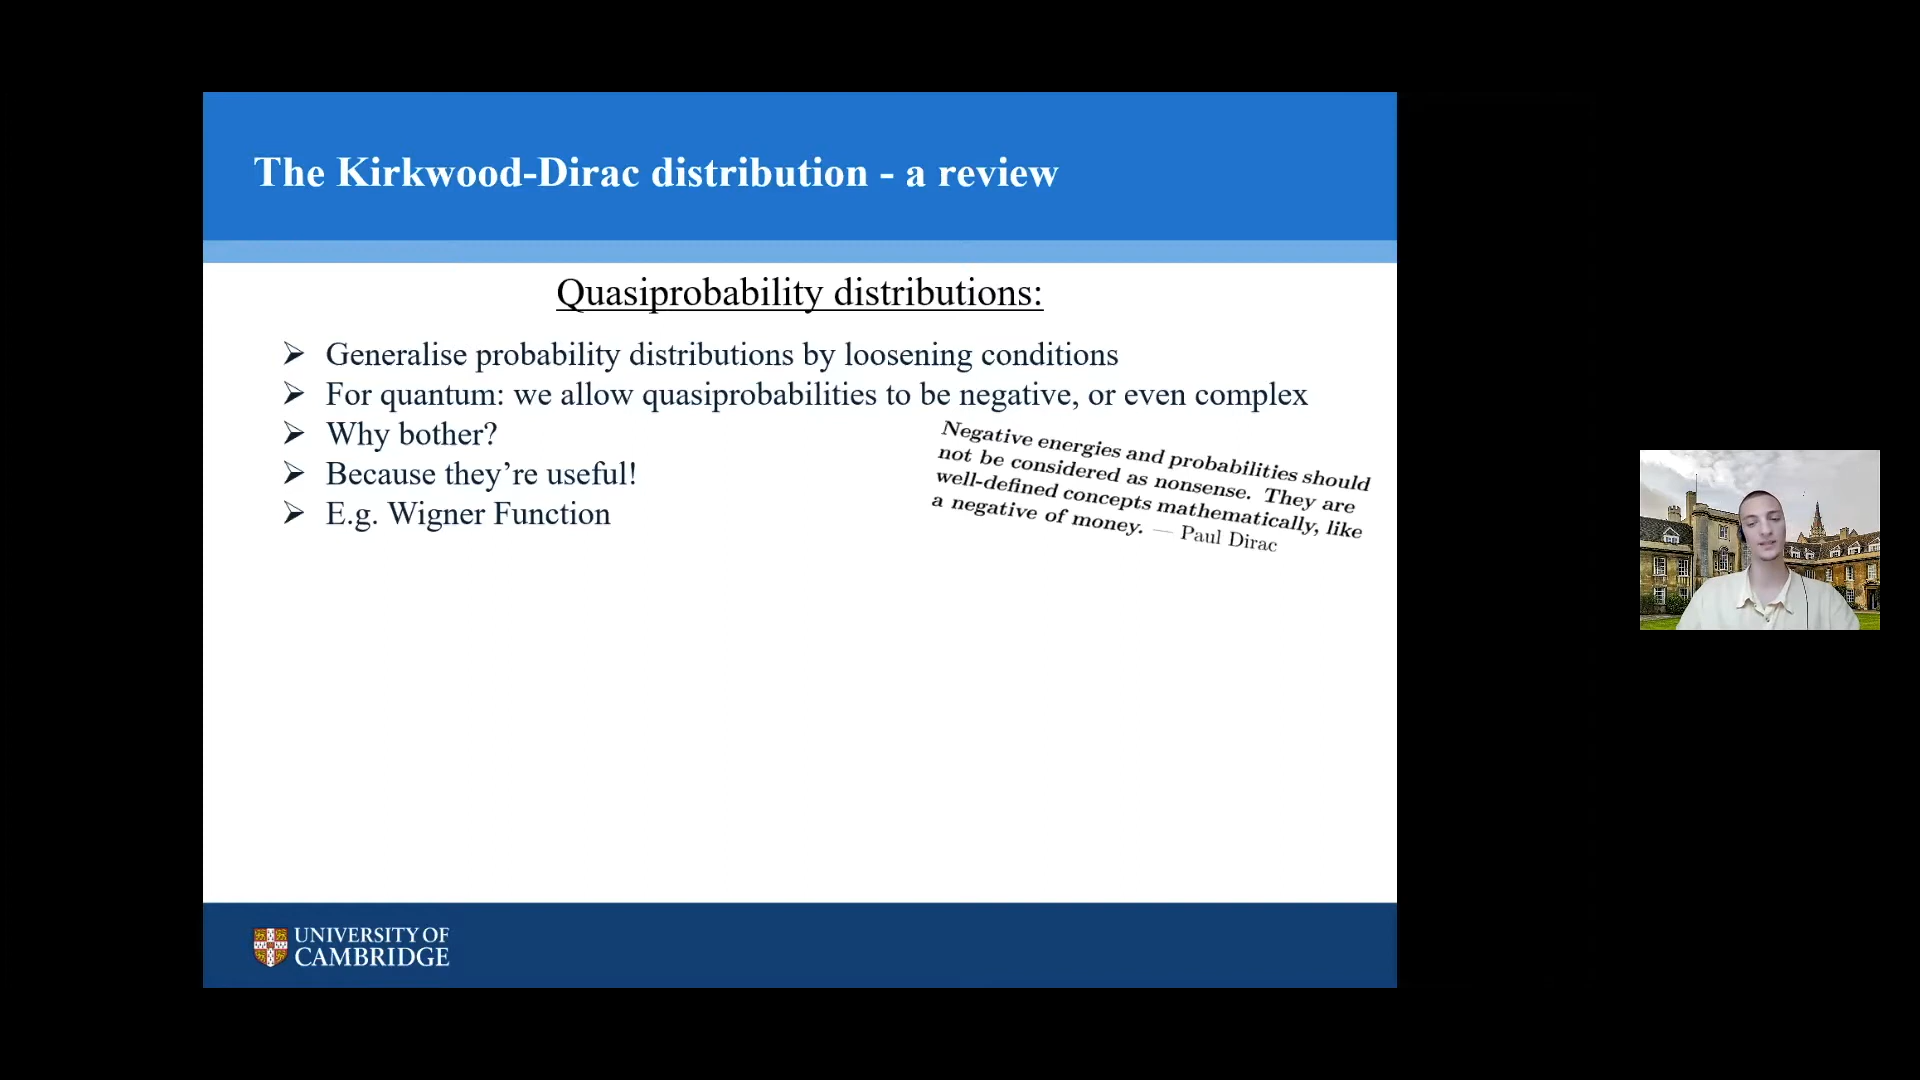 The Kirkwood-Dirac distribution - a review
Quasiprobability distributions:
➢ Generalise probability distributions by loosening conditions
➢ For quantum: we allow quasiprobabilities to be negative, or even complex
➢ Why bother?
➢ Because they’re useful!
➢ E.g. Wigner Function
Negative energies and probabilities should
not be considered as nonsense. They are
well-defined concepts mathematically, like
a negative of money. — Paul Dirac
UNIVERSITY OF
CAMBRIDGE